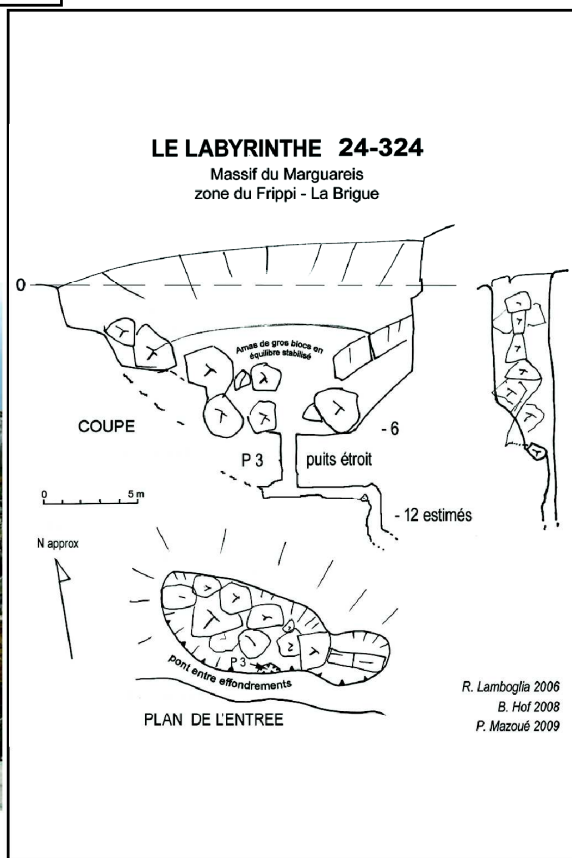 LE LABYRINTHE 24-324
Massif du Marguareis
zone du Frippi - La Brigue
0
Amas de gros blocs en
équilibre stabilisé
COUPE
- 6
P 3
puits étroit
0 5 m
- 12 estimés
N approx
P 3
pont entre effondrements
PLAN DE L'ENTREE
R. Lamboglia 2006
B. Hof 2008
P. Mazoué 2009